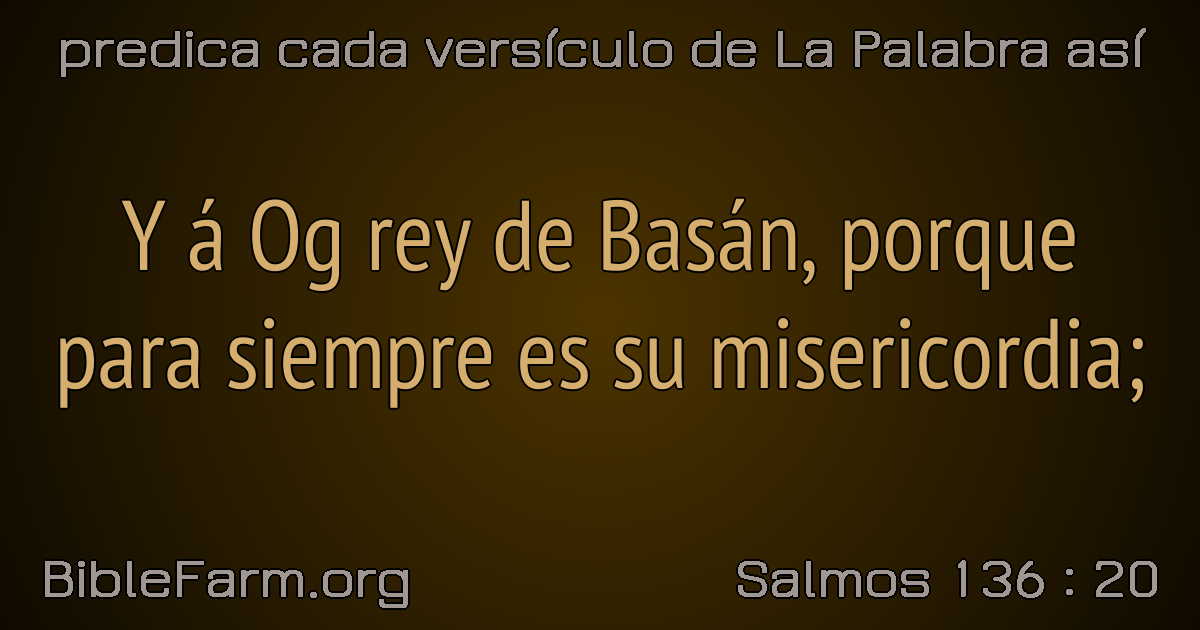 predica cada versículo de La Palabra así
Y á Og rey de Basán, porque
para siempre es su misericordia;
BibleFarm.org
Salmos 136 : 20